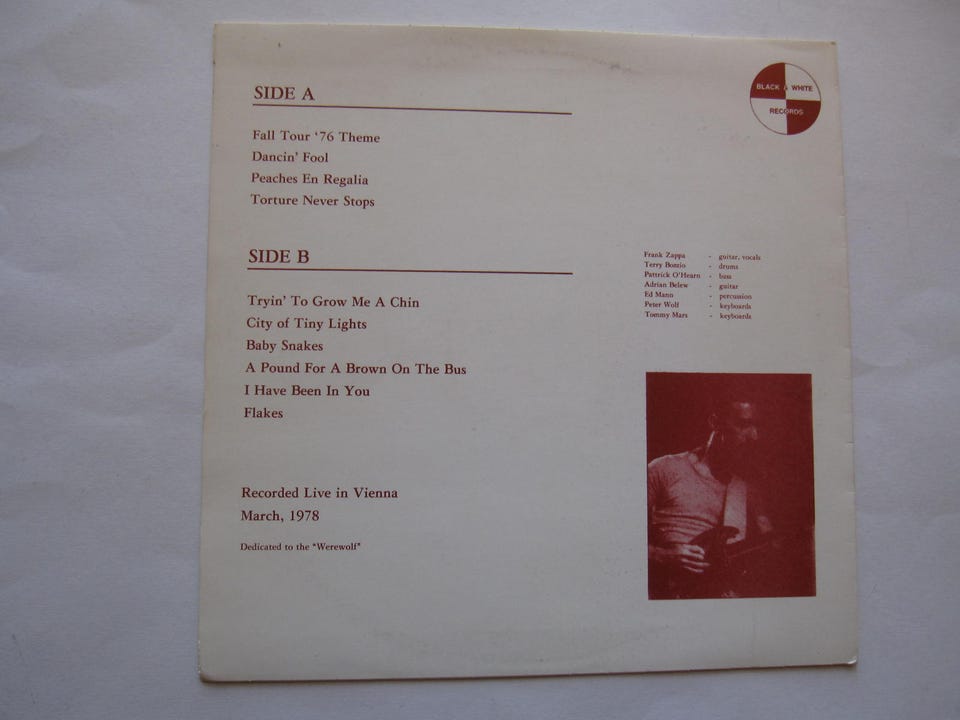 SIDE A
Fall Tour '76 Theme
Dancin' Fool
Peaches En Regalia
Torture Never Stops
SIDE B
Tryin' To Grow Me A Chin
City of Tiny Lights
Baby Snakes
A Pound For A Brown On The Bus
I Have Been In You
Flakes
Recorded Live in Vienna
March, 1978
Dedicated to the "Werewolf"
BLACK & WHITE
RECORDS
Frank Zappa - guitar, vocals
Terry Bozzio - drums
Pattrick O'Hearn - bass
Adrian Belew - guitar
Ed Mann - percussion
Peter Wolf - keyboards
Tommy Mars - keyboards